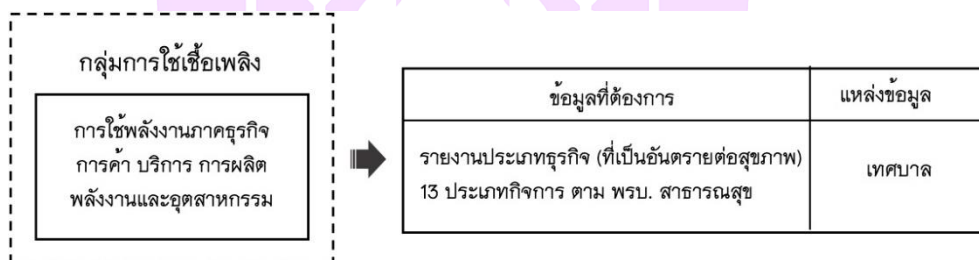 กลุ่มการใช้เชื้อเพลิง
การใช้พลังงานภาคธุรกิจ
การค้า บริการ การผลิต
พลังงานและอุตสาหกรรม
ข้อมูลที่ต้องการ
แหล่งข้อมูล
รายงานประเภทธุรกิจ (ที่เป็นอันตรายต่อสุขภาพ)
13 ประเภทกิจการ ตาม พรบ. สาธารณสุข
เทศบาล